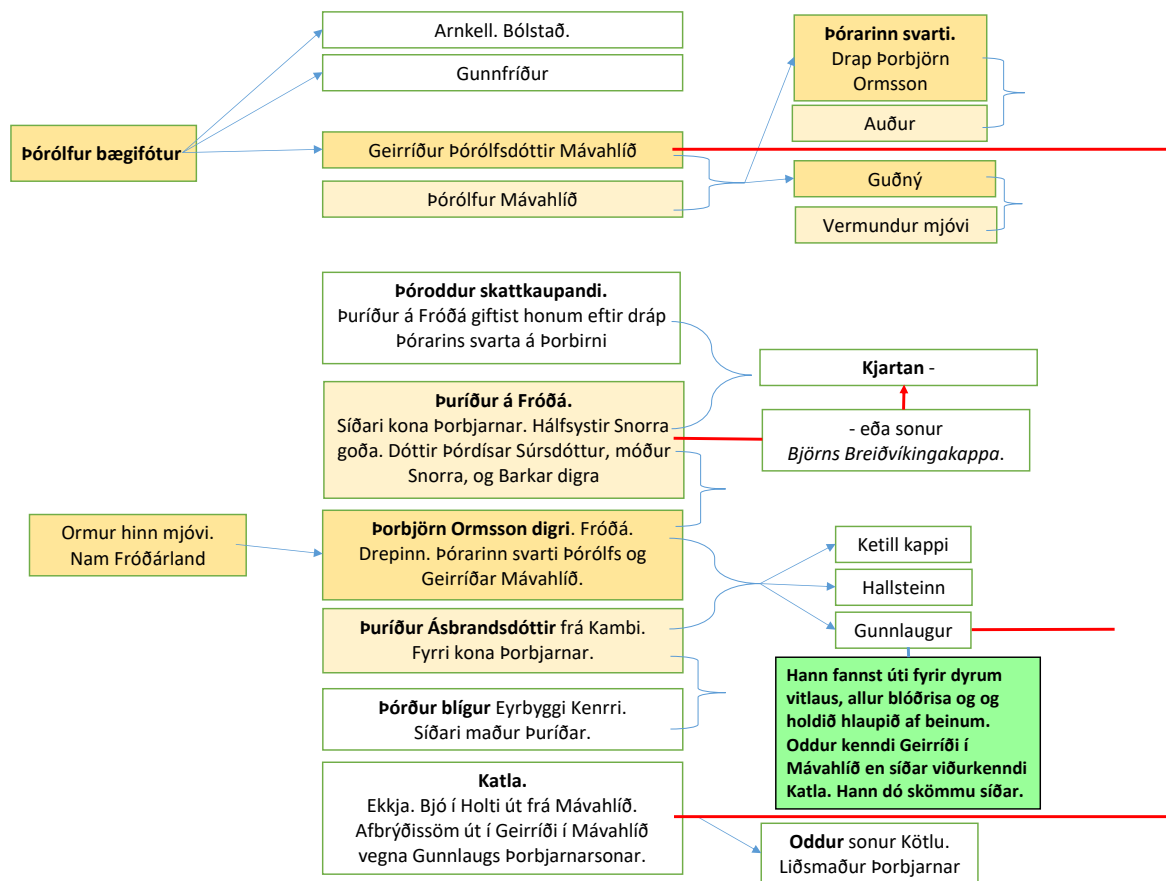 Arnkell. Bólstað.
Gunnfríður
Þórólfur bægifótur
Geirríður Þórólfsdóttir Mávahlíð
Þórólfur Mávahlíð
Þórarinn svarti.
Drap Þorbjörn
Ormsson
Auður
Guðný
Vermundur mjóvi
Þóroddur skattkaupandi.
Þuríður á Fróðá giftist honum eftir dráp
Þórarins svarta á Þorbirni
Þuríður á Fróðá.
Síðari kona Þorbjarnar. Hálfsystir Snorra
goða. Dóttir Þórdísar Súrsdóttur, móður
Snorra, og Barkar digra
Kjartan -
- eða sonur
Björns Breiðvíkingakappa.
Ormur hinn mjóvi.
Nam Fróðárland
Þorbjörn Ormsson digri. Fróðá.
Drepinn. Þórarinn svarti Þórólfs og
Geirríðar Mávahlíð.
Þuríður Ásbrandsdóttir frá Kambi.
Fyrri kona Þorbjarnar.
Þórður blígur Eyrbyggi Kenrri.
Síðari maður Þuríðar.
Ketill kappi
Hallsteinn
Gunnlaugur
Hann fannst úti fyrir dyrum
vitlaus, allur blóðrisa og og
holdið hlaupið af beinum.
Oddur kenndi Geirríði í
Mávahlíð en síðar viðurkenndi
Katla. Hann dó skömmu síðar.
Katla.
Ekkja. Bjó í Holti út frá Mávahlíð.
Afbrýðissöm út í Geirríði í Mávahlíð
vegna Gunnlaugs Þorbjarnarsonar.
Oddur sonur Kötlu.
Liðsmaður Þorbjarnar